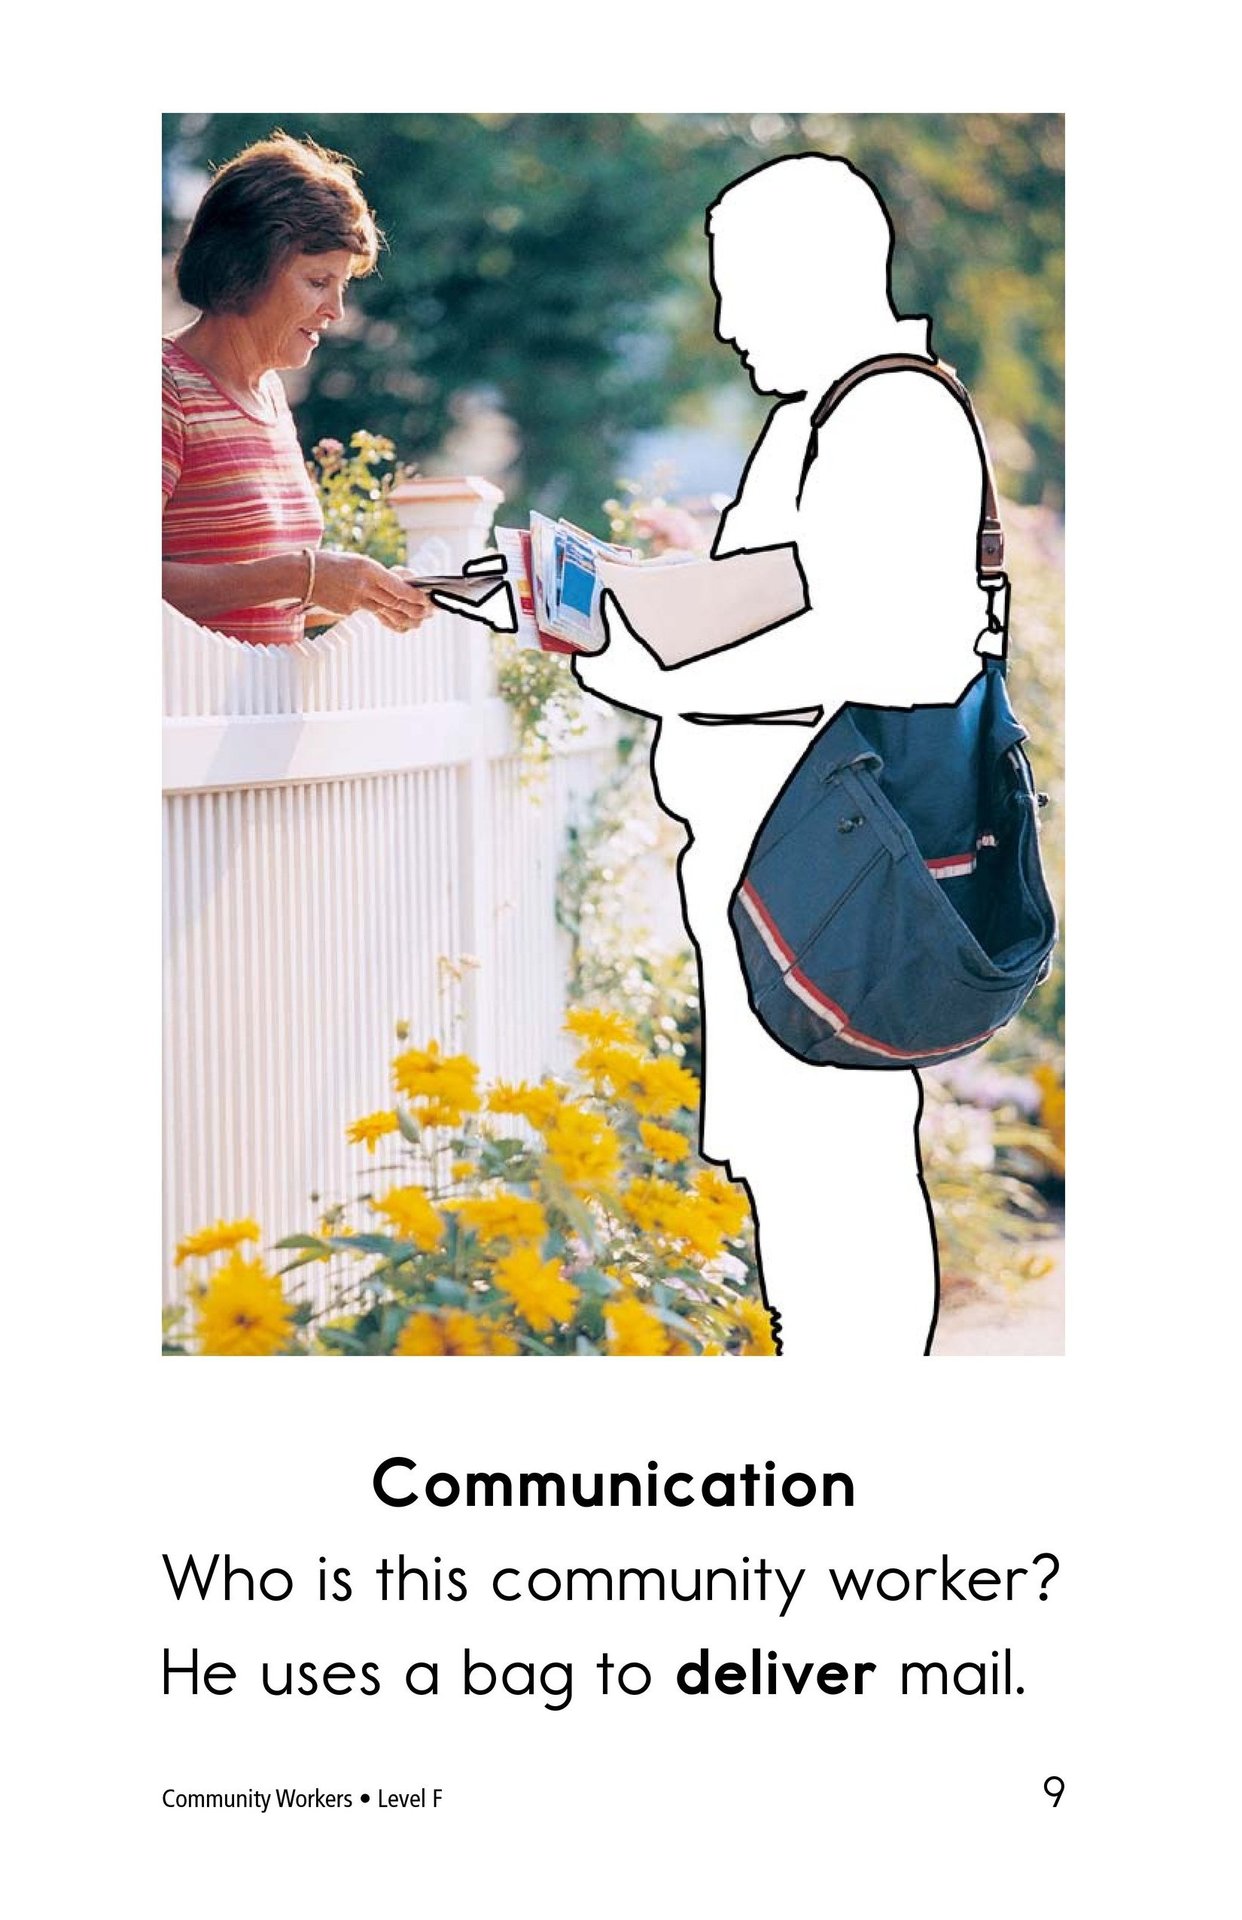 Communication
Who is this community worker?
He uses a bag to deliver mail.
Community Workers • Level F
9